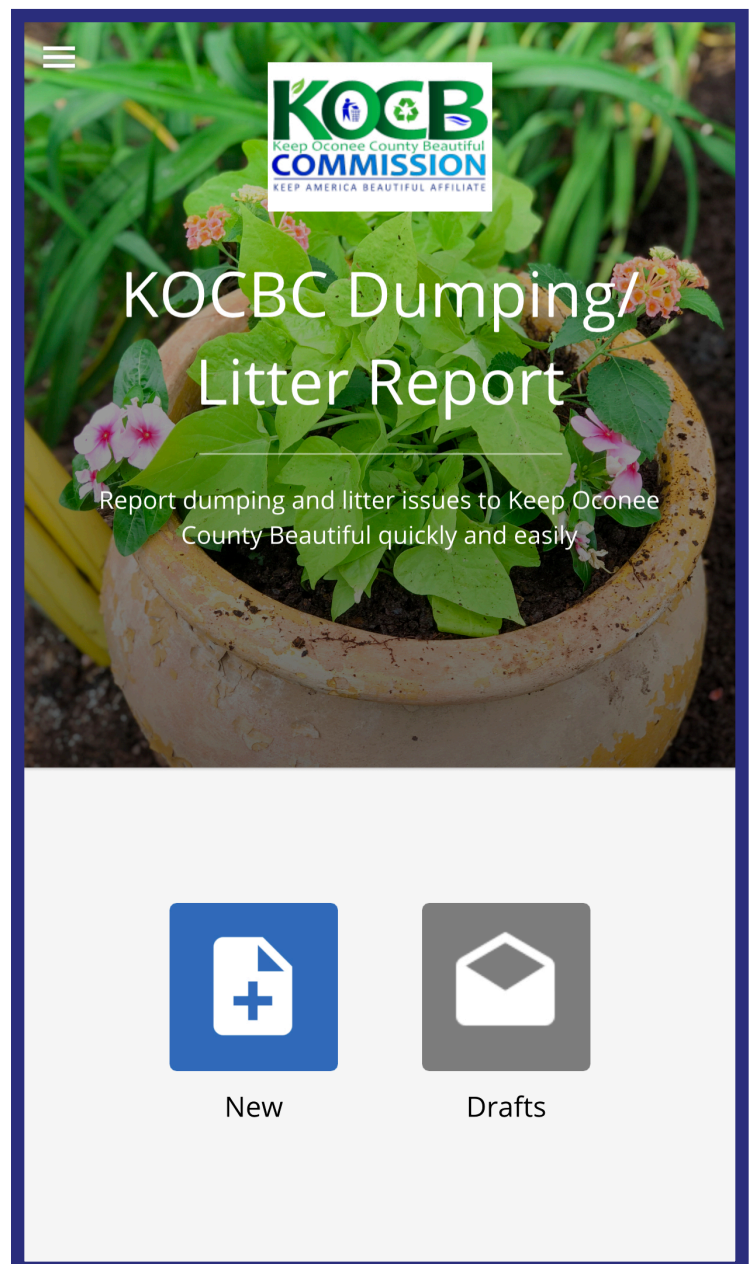 KOCB
Keep Oconee County Beautiful
COMMISSION
KEEP AMERICA BEAUTIFUL AFFILIATE
KOCBC Dumping/
Litter Report
Report dumping and litter issues to Keep Oconee
County Beautiful quickly and easily
New
Drafts